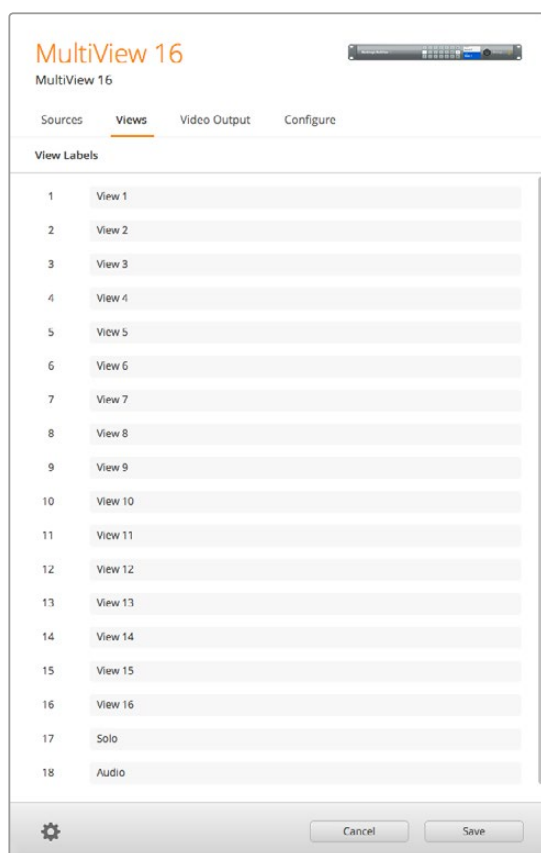 MultiView 16
MultiView 16
Sources Views Video Output Configure
View Labels
1 View 1
2 View 2
3 View 3
4 View 4
5 View 5
6 View 6
7 View 7
8 View 8
9 View 9
10 View 10
11 View 11
12 View 12
13 View 13
14 View 14
15 View 15
16 View 16
17 Solo
18 Audio
Cancel Save